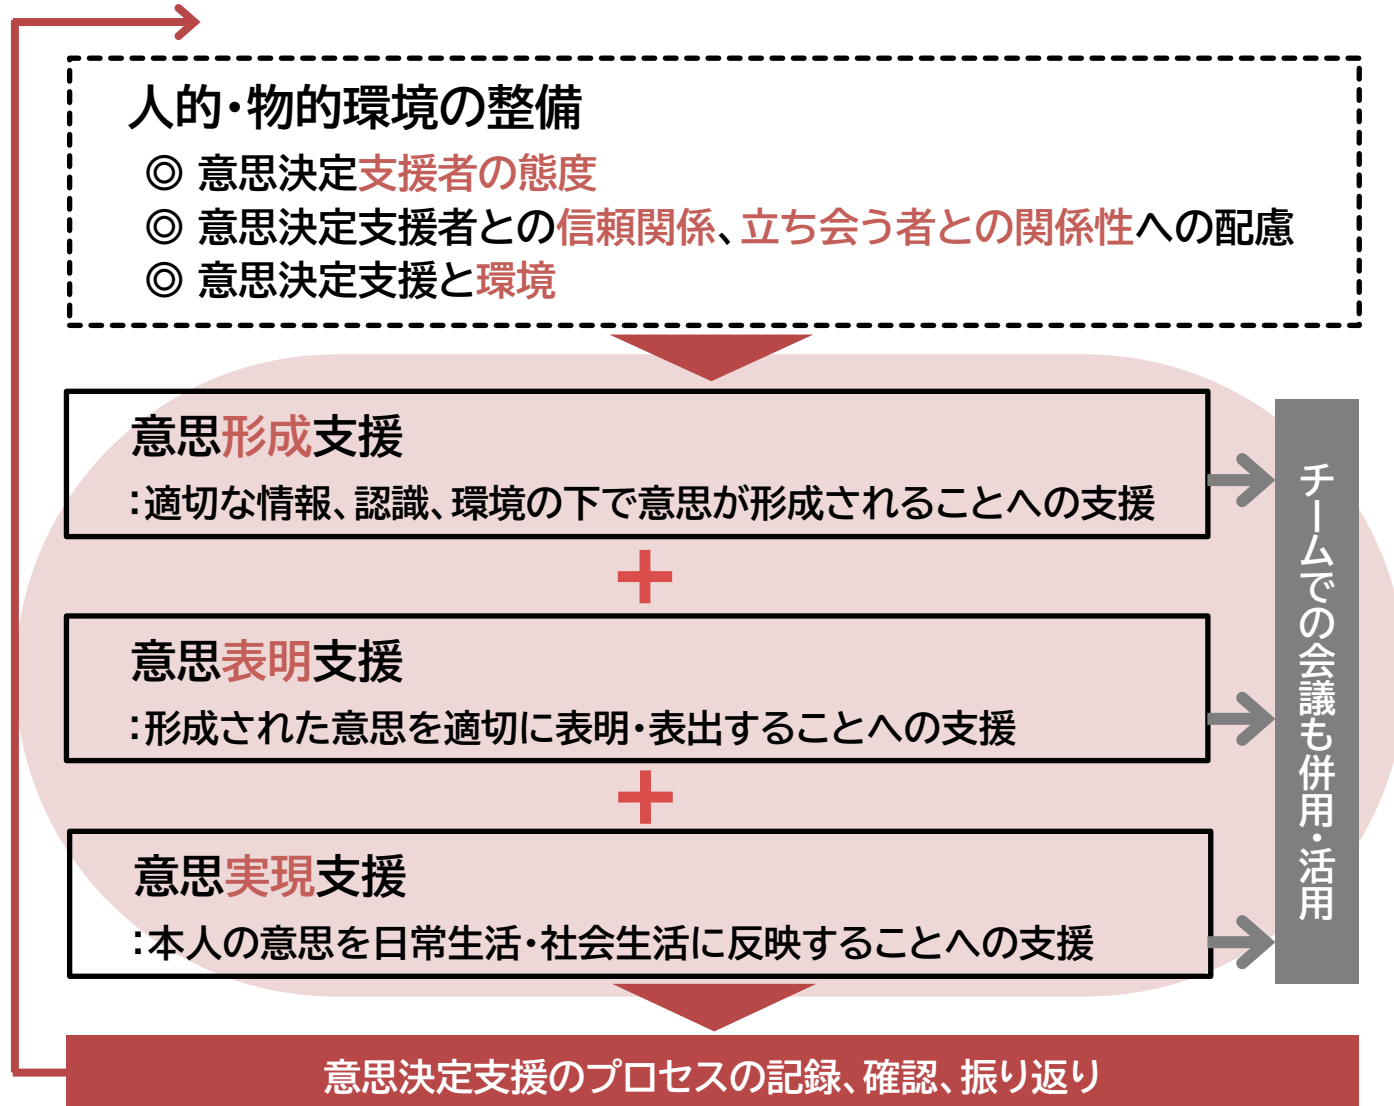 人的・物的環境の整備
◎ 意思決定支援者の態度
◎ 意思決定支援者との信頼関係、立ち会う者との関係性への配慮
◎ 意思決定支援と環境
意思形成支援
：適切な情報、認識、環境の下で意思が形成されることへの支援
＋
意思表明支援
：形成された意思を適切に表明・表出することへの支援
＋
意思実現支援
：本人の意思を日常生活・社会生活に反映することへの支援
チームでの会議も併用・活用
意思決定支援のプロセスの記録、確認、振り返り